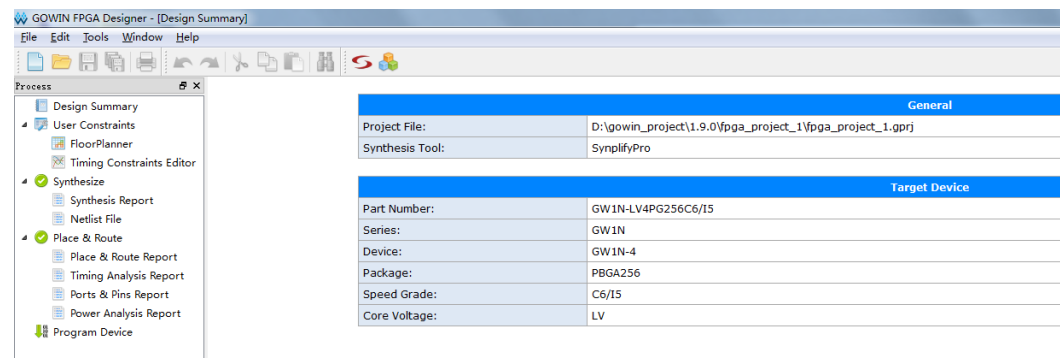 GOWIN FPGA Designer - [Design Summary]
File Edit Tools Window Help
Process
Design Summary
User Constraints
FloorPlanner
Timing Constraints Editor
Synthesize
Synthesis Report
Netlist File
Place & Route
Place & Route Report
Timing Analysis Report
Ports & Pins Report
Power Analysis Report
Program Device
General
Project File: D:\gowin_project\1.9.0\fpga_project_1\fpga_project_1.gprj
Synthesis Tool: SynplifyPro
Target Device
Part Number: GW1N-LV4PG256C6/I5
Series: GW1N
Device: GW1N-4
Package: PBGA256
Speed Grade: C6/I5
Core Voltage: LV